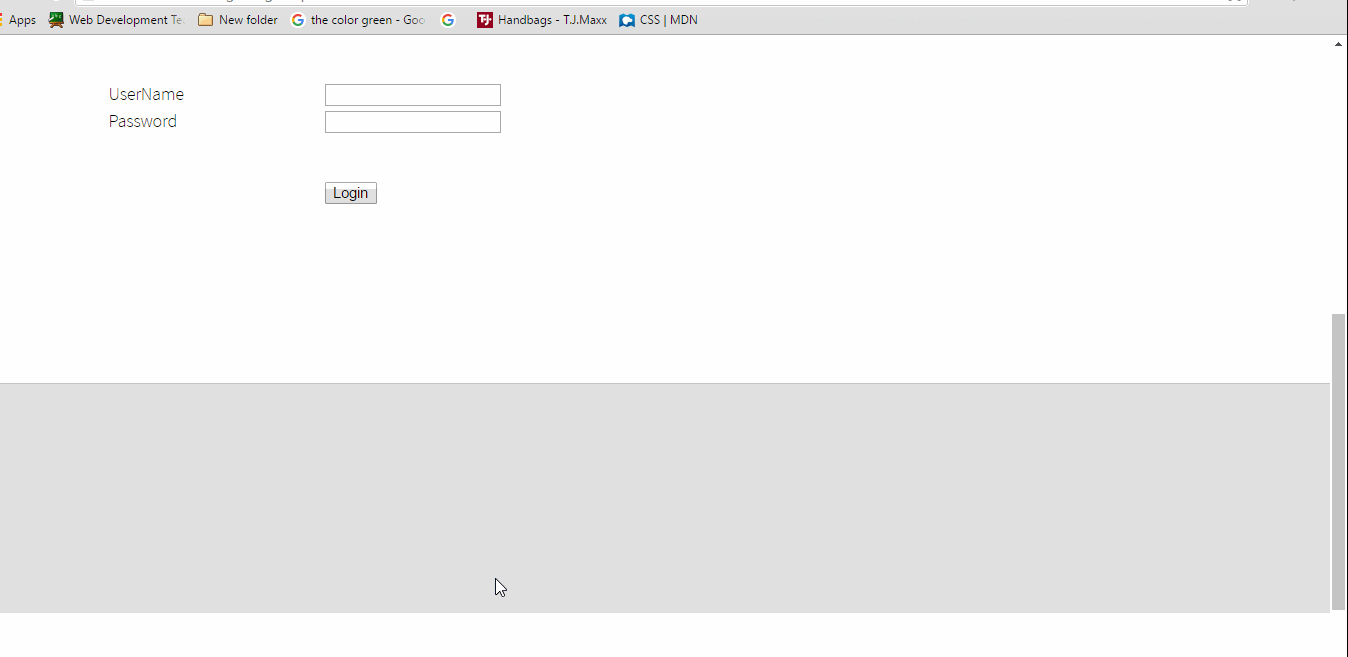 Apps Web Development Te New folder the color green - Goo Handbags - T.J.Maxx CSS | MDN
UserName
Password
Login